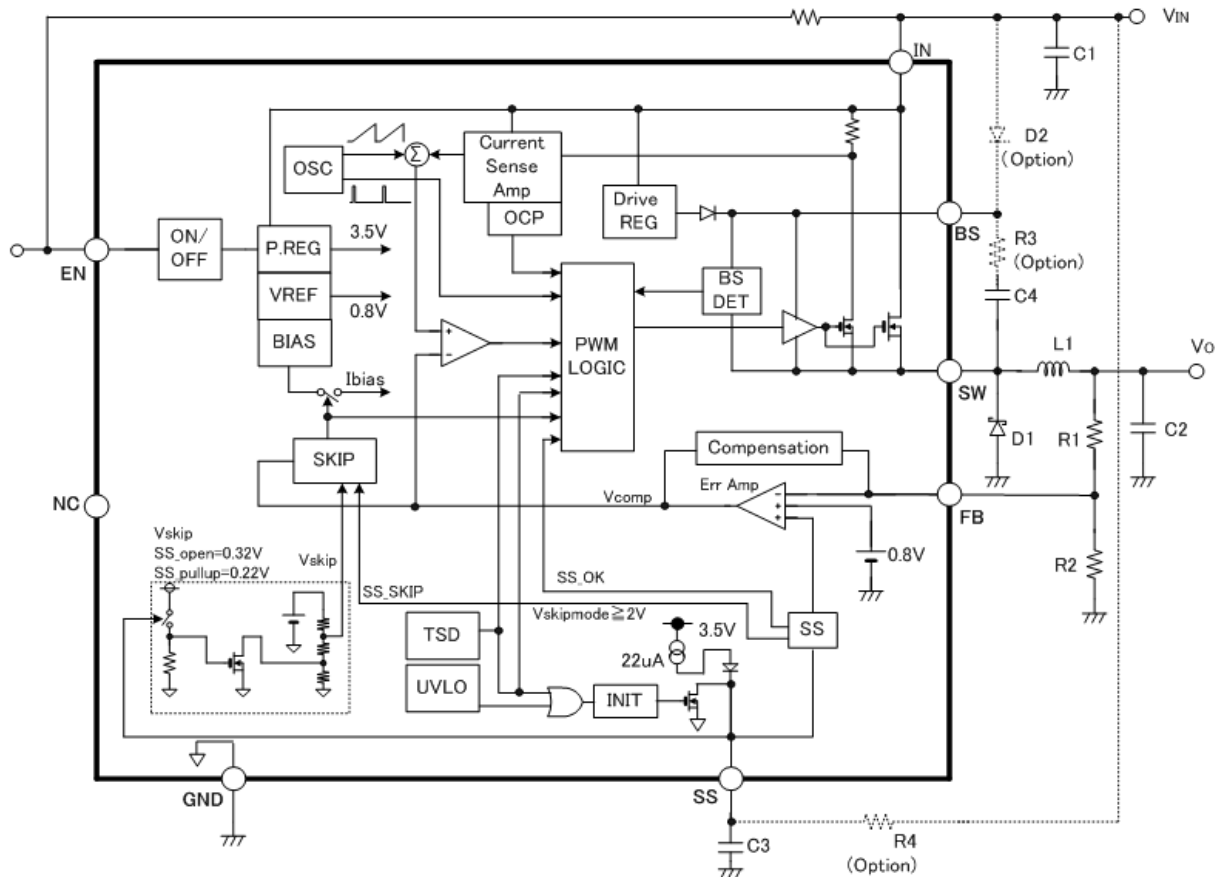 VIN
IN
C1
D2
(Option)
OSC
Σ
Current
Sense
Amp
OCP
Drive
REG
BS
R3
(Option)
C4
EN
ON/
OFF
P.REG
3.5V
VREF
0.8V
BIAS
Ibias
+
-
PWM
LOGIC
BS
DET
L1
VO
SW
D1
R1
C2
SKIP
Compensation
Err Amp
Vcomp
-
+
+
FB
NC
0.8V
R2
Vskip
SS_open=0.32V
SS_pullup=0.22V
Vskip
SS_SKIP
SS_OK
Vskipmode≧2V
SS
TSD
3.5V
22uA
UVLO
INIT
GND
SS
C3
R4
(Option)